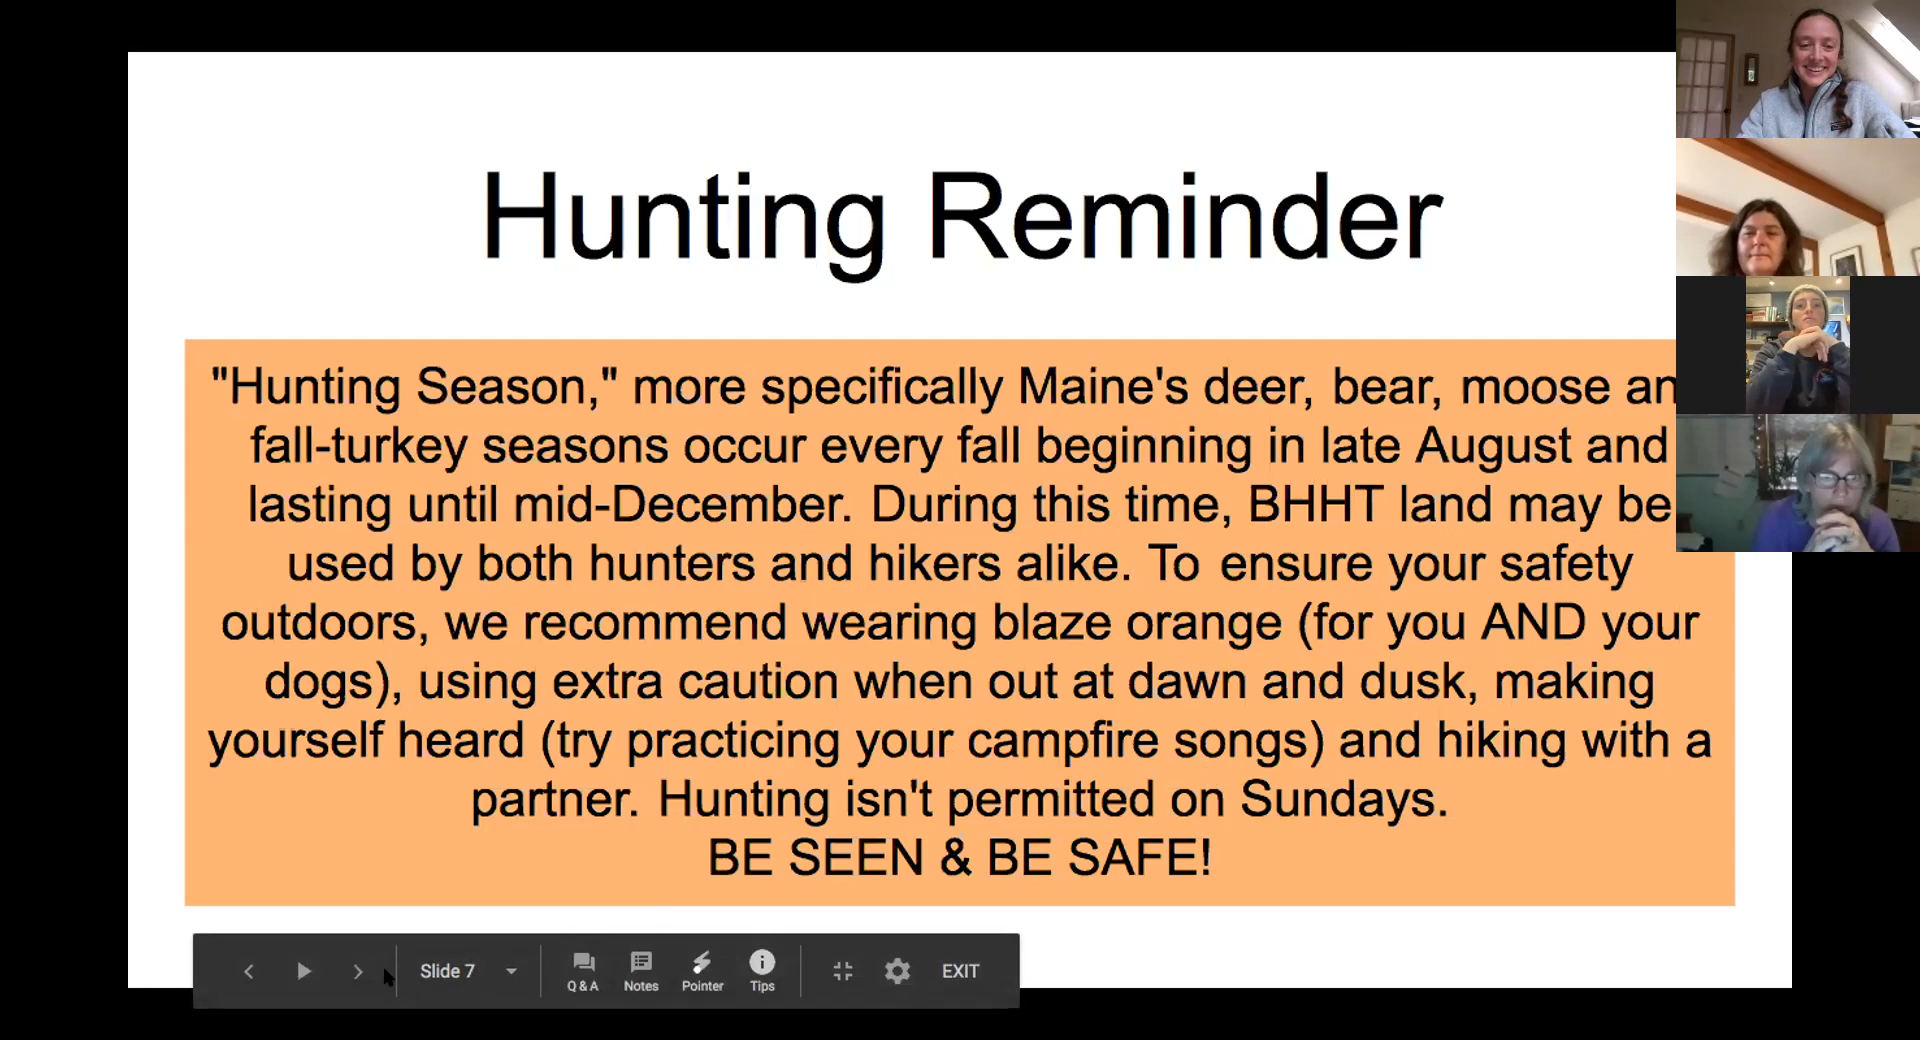 Hunting Reminder
"Hunting Season," more specifically Maine's deer, bear, moose an
fall-turkey seasons occur every fall beginning in late August and
lasting until mid-December. During this time, BHHT land may be
used by both hunters and hikers alike. To ensure your safety
outdoors, we recommend wearing blaze orange (for you AND your
dogs), using extra caution when out at dawn and dusk, making
yourself heard (try practicing your campfire songs) and hiking with a
partner. Hunting isn't permitted on Sundays.
BE SEEN & BE SAFE!
Slide 7
Q & A
Notes
Pointer
Tips
EXIT